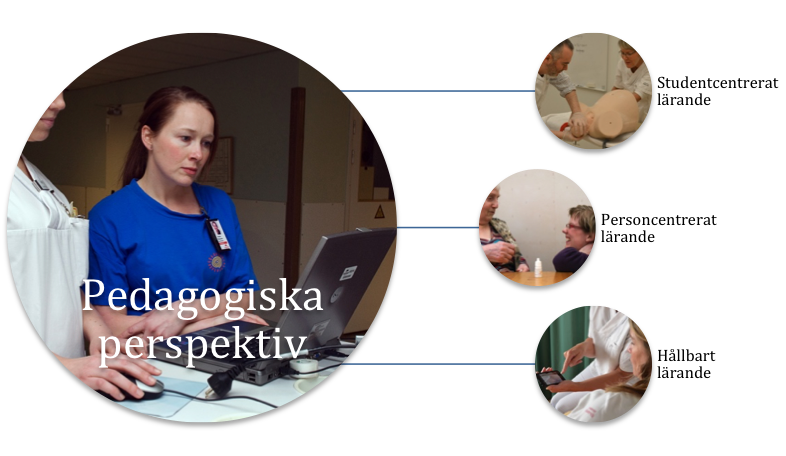 Pedagogiska
perspektiv
Studentcentrerat
lärande
Personcentrerat
lärande
Hållbart
lärande